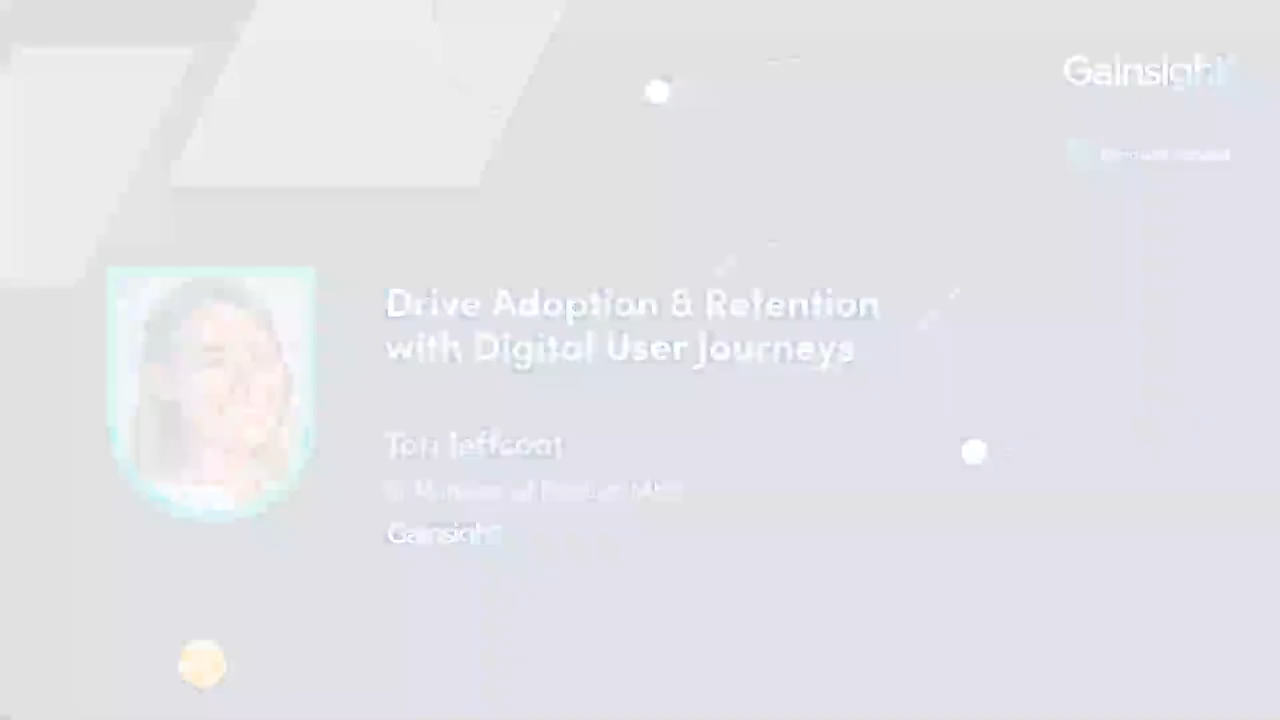 Gainsight
Drive Adoption & Retention
with Digital User Journeys
Tori Jeffcoat
Gainsight